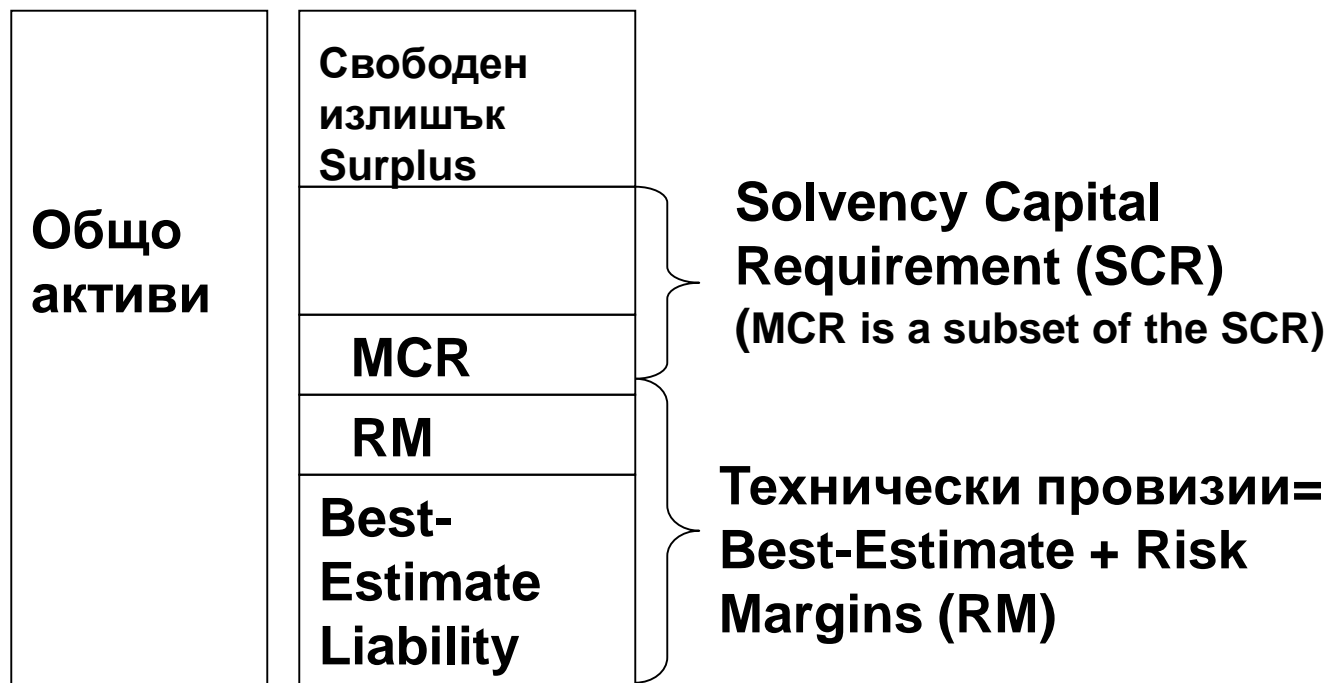 Общо
активи
Свободен
излишък
Surplus
MCR
RM
Best-
Estimate
Liability
Solvency Capital
Requirement (SCR)
(MCR is a subset of the SCR)
Технически провизии=
Best-Estimate + Risk
Margins (RM)